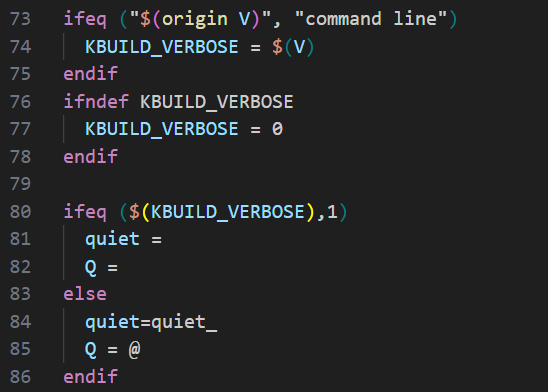 73 ifeq ("$(origin V)", "command line")
74   KBUILD_VERBOSE = $(V)
75 endif
76 ifndef KBUILD_VERBOSE
77   KBUILD_VERBOSE = 0
78 endif
79
80 ifeq ($(KBUILD_VERBOSE),1)
81   quiet =
82   Q =
83 else
84   quiet=quiet_
85   Q = @
86 endif